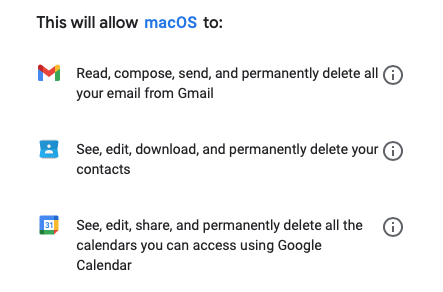 This will allow macOS to:
Read, compose, send, and permanently delete all
your email from Gmail
See, edit, download, and permanently delete your
contacts
31
See, edit, share, and permanently delete all the
calendars you can access using Google
Calendar